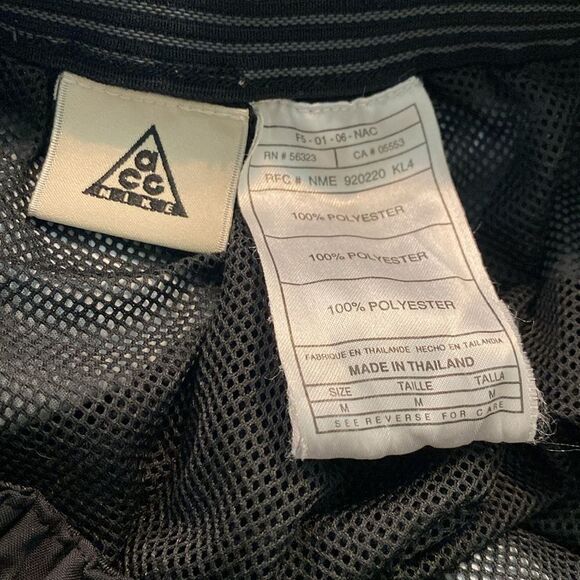 acg
NIKE
F5 - 01 - 06 - NAC
RN # 56323 CA # 05553
RFC # NME 920220 KL4
100% POLYESTER
100% POLYESTER
100% POLYESTER
FABRIQUE EN THAILANDE HECHO EN TAILANDIA
MADE IN THAILAND
SIZE TAILLE TALLA
M M M
SEE REVERSE FOR CARE